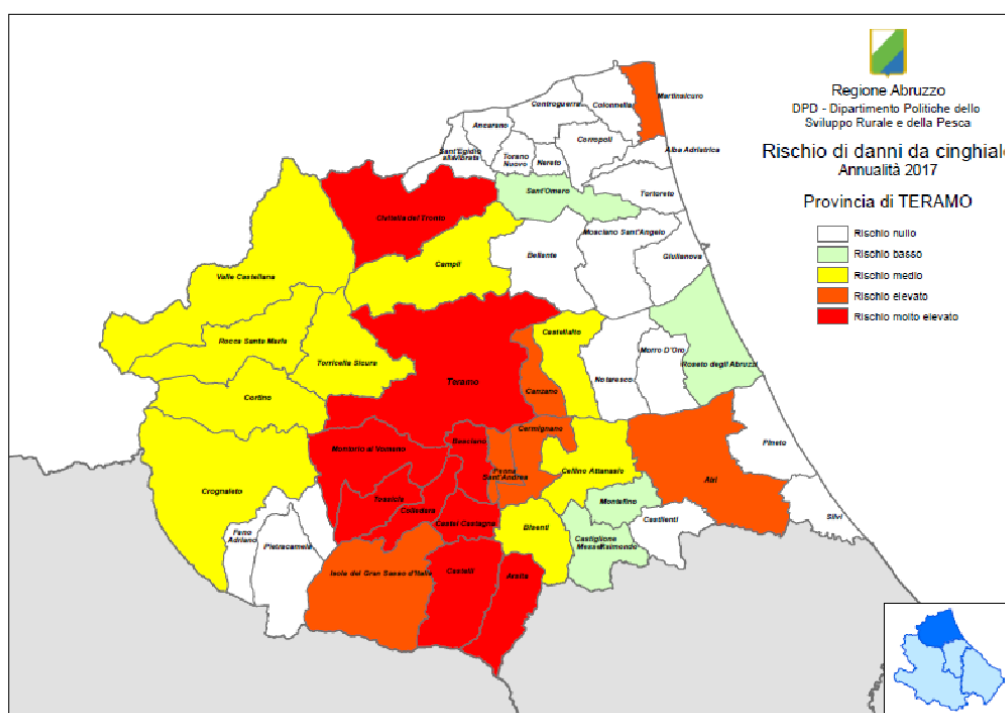 Regione Abruzzo
DPD - Dipartimento Politiche dello
Sviluppo Rurale e della Pesca
Rischio di danni da cinghiale
Annualità 2017
Provincia di TERAMO
Rischio nullo
Rischio basso
Rischio medio
Rischio elevato
Rischio molto elevato
Martinsicuro
Colonnella
Controguerra
Ancarano
Corropoli
Alba Adriatica
Sant'Egidio
Torano
Nuovo
Nereto
Sant'Omero
Tortoreto
Civitella del Tronto
Mosciano Sant'Angelo
Giulianova
Bellante
Campli
Valle Castellana
Rocca Santa Maria
Torricella Sicura
Castellalto
Morro D'Oro
Roseto degli Abruzzi
Notaresco
Teramo
Canzano
Cortino
Cermignano
Basciano
Montorio al Vomano
Penna
Sant'Andrea
Cellino Attanasio
Pineto
Atri
Crognaleto
Tossicia
Colledara
Castel Castagna
Montefino
Bisenti
Castilenti
Silvi
Fano
Adriano
Pietracamela
Castiglione
Messer Raimondo
Isola del Gran Sasso d'Italia
Castelli
Arsita